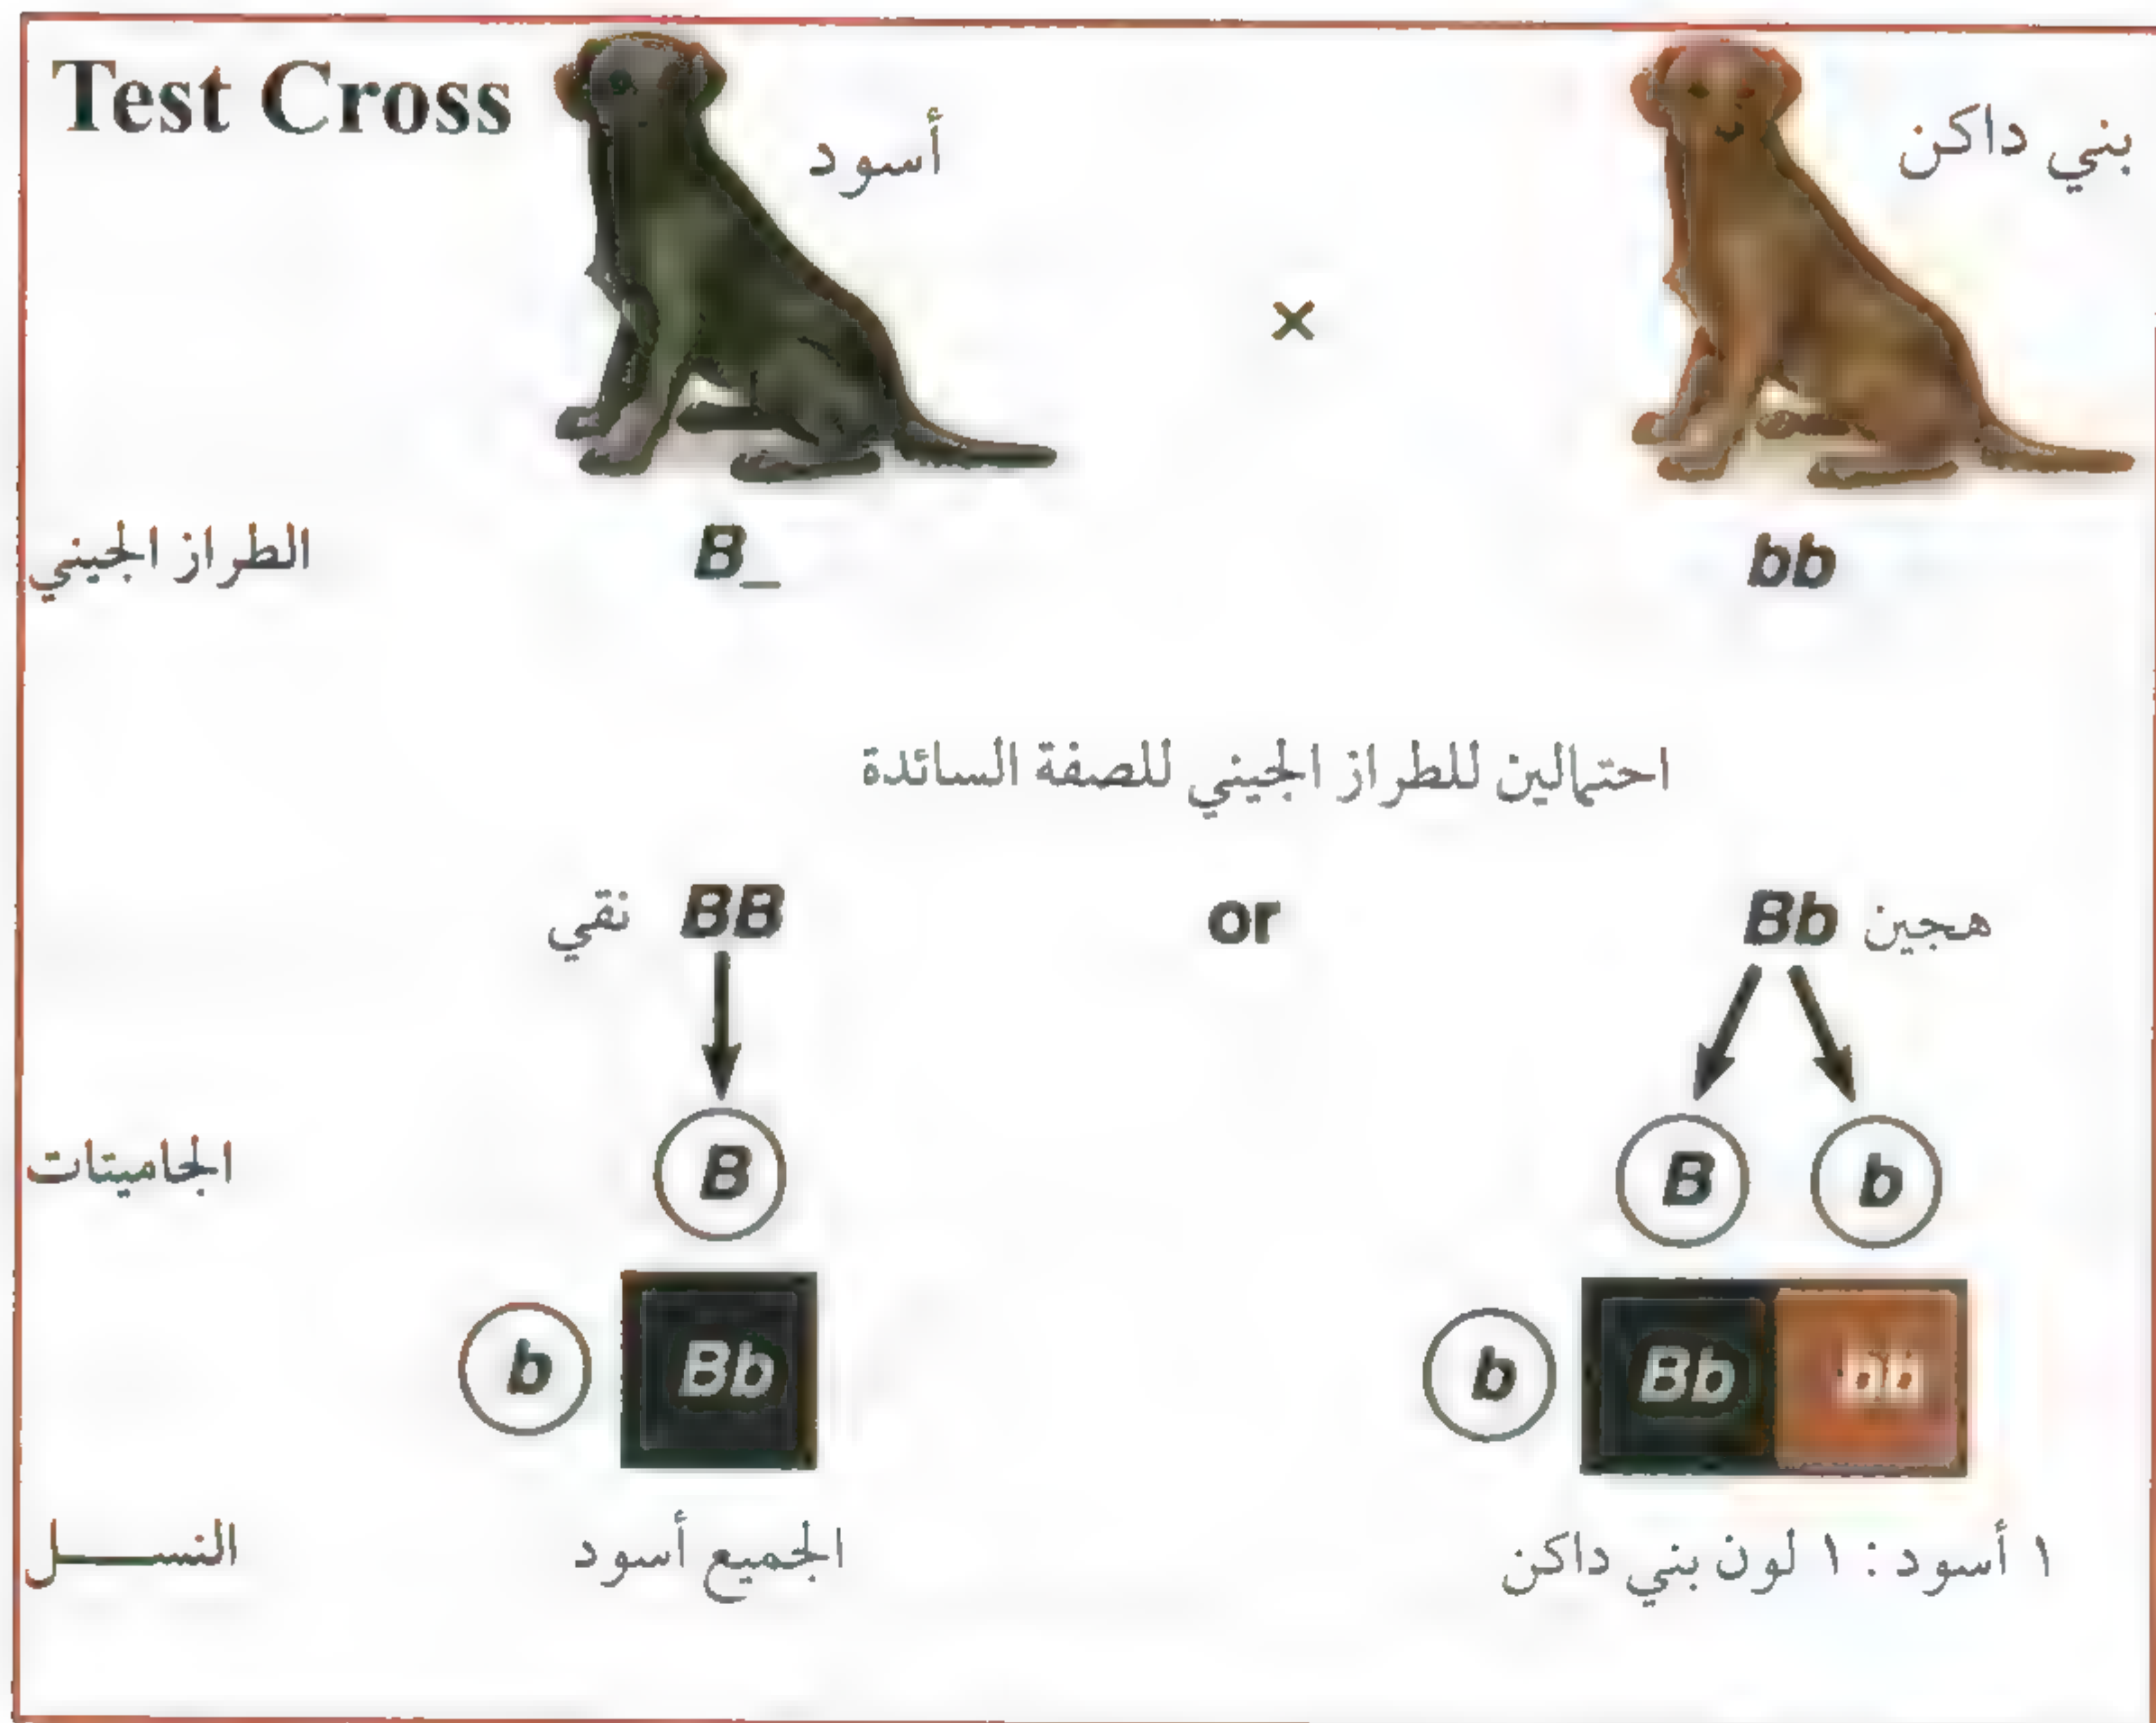 Test Cross
أسود
بني داكن
×
الطراز الجيني
B_
bb
احتمالين للطراز الجيني للصفة السائدة
نقي BB
or
هجين Bb
الجاميتات
B
B
b
b
Bb
b
Bb
bb
النســـل
الجميع أسود
١ أسود : ١ لون بني داكن